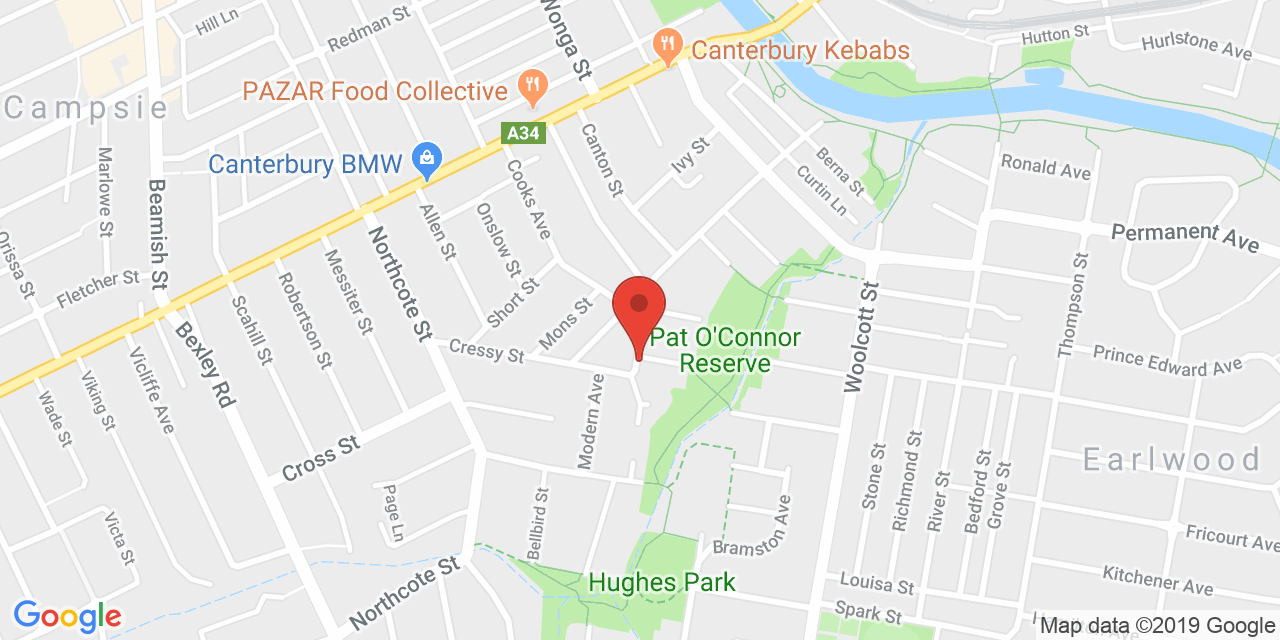 Hill Ln
Redman St
Wonga St
Canterbury Kebabs
Hutton St
Hurlstone Ave
PAZAR Food Collective
Campsie
A34
Canterbury BMW
Canton St
Ivy St
Berna St
Curtin Ln
Ronald Ave
Marlowe St
Beamish St
Cooks Ave
Onslow St
Allen St
Permanent Ave
Orissa St
Fletcher St
Northcote St
Messiter St
Robertson St
Scahill St
Short St
Mons St
Thompson St
Woolcott St
Pat O'Connor
Reserve
Cressy St
Prince Edward Ave
Bexley Rd
Vicliffe Ave
Viking St
Wade St
Modern Ave
Cross St
Earlwood
Stone St
Richmond St
River St
Bedford St
Grove St
Page Ln
Victa St
Bellbird St
Bramston Ave
Fricourt Ave
Hughes Park
Northcote St
Louisa St
Kitchener Ave
Spark St
Google
Map data ©2019 Google